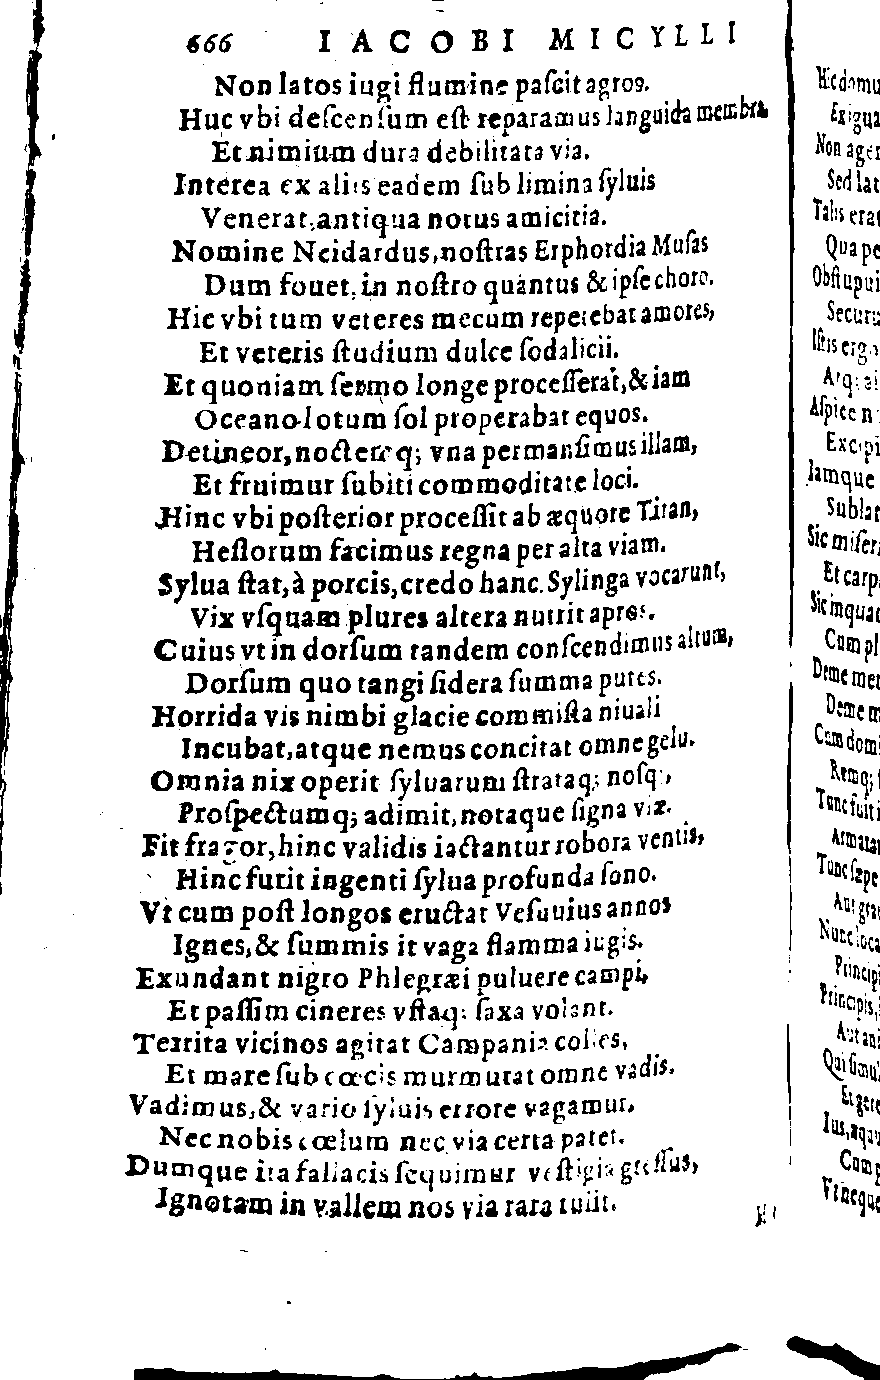 666 IACOBI MICYLLI
Non latos iugi flumine paſcit agros.
Huc vbi deſcenſum eſt reparamus languida membra
Et nimium dura debilitata via.
Interea ex aliis eadem ſub limina ſyluis
Venerat, antiqua notus amicitia.
Nomine Neidardus, noſtras Erphordia Muſas
Dum fouet, in noſtro quantus & ipſe choro.
Hic vbi tum veteres mecum repetebat amores,
Et veteris ſtudium dulce ſodalicii.
Et quoniam ſermo longe proceſſerat, & iam
Oceano lotum ſol properabat equos.
Detineor, noctemq; vna permanſimus illam,
Et fruimur ſubiti commoditate loci.
Hinc vbi poſterior proceſſit ab æquore Titan,
Heſſorum facimus regna per alta viam.
Sylua ſtat, à porcis, credo hanc. Sylinga vocarunt,
Vix vſquam plures altera nutrit apros.
Cuius vt in dorſum tandem conſcendimus altum,
Dorſum quo tangi ſidera ſumma putes.
Horrida vis nimbi glacie commiſta niuali
Incubat, atque nemus concitat omne gelu.
Omnia nix operit ſyluarum ſtrataq; noſq;,
Proſpectumq; adimit, notaque ſigna viæ.
Fit fragor, hinc validis iactantur robora ventis,
Hinc furit ingenti ſylua profunda ſono.
Vt cum poſt longos eructat Veſuuius annos
Ignes, & ſummis it vaga flamma iugis.
Exundant nigro Phlegræi puluere campi,
Et paſſim cineres vſtaq; ſaxa volant.
Territa vicinos agitat Campania colles,
Et mare ſub cœcis murmurat omne vadis.
Vadimus, & vario ſyluis errore vagamur,
Nec nobis cœlum nec via certa patet.
Dumque ita fallacis ſequimur veſtigia greſſus,
Ignotam in vallem nos via rara tulit.
Hic domu
Exigua
Non ager
Sed lat
Talis erat
Qua pe
Obſtupui
Securu
Iſtis ergo
Atq; ai
Aſpice n
Excipi
Iamque
Sublat
Sic miſeri
Et carp
Sic inquac
Cum pl
Deme mer
Deme m
Cum domi
Remq; ſ
Tunc fuit i
Armatar
Tunc ſæpe
Aut grat
Nunc loca
Principi
Principis,
Aut ani
Qui ſimul
Et gere
Ius, aqau
Comp
Vtneque